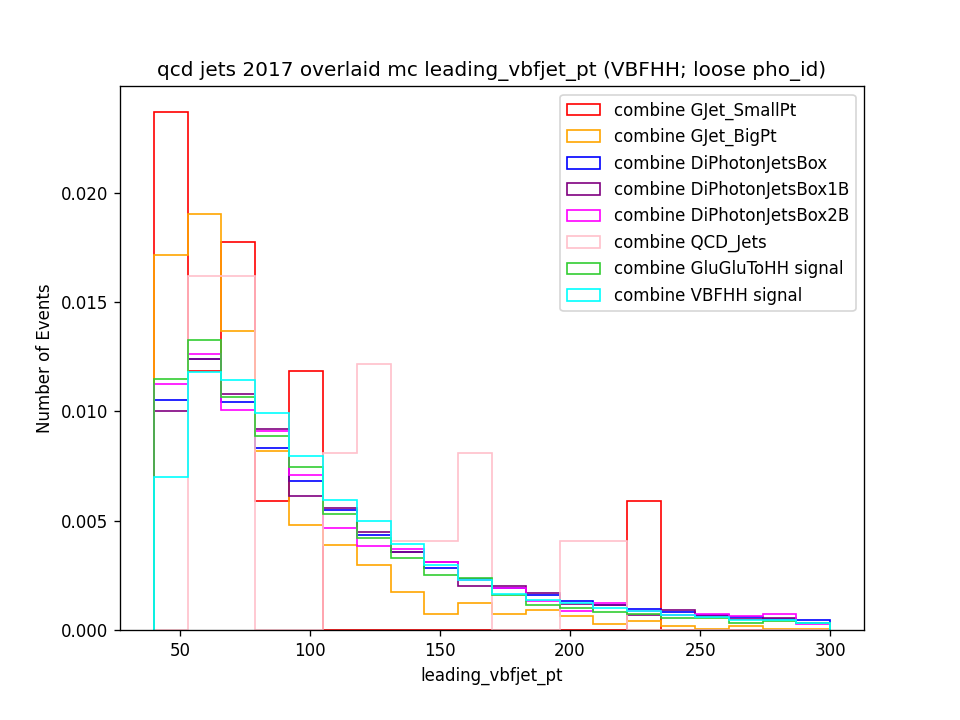 qcd jets 2017 overlaid mc leading_vbfjet_pt (VBFHH; loose pho_id)
combine GJet_SmallPt
combine GJet_BigPt
combine DiPhotonJetsBox
combine DiPhotonJetsBox1B
combine DiPhotonJetsBox2B
combine QCD_Jets
combine GluGluToHH signal
combine VBFHH signal
Number of Events
0.020
0.015
0.010
0.005
0.000
50 100 150 200 250 300
leading_vbfjet_pt